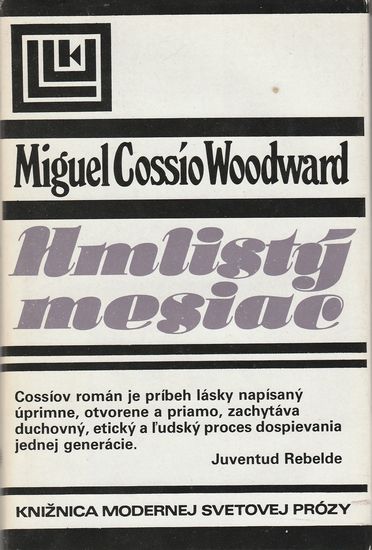 Miguel Cossío Woodward
Hmlistý
mesiac
Cossíov román je príbeh lásky napísaný
úprimne, otvorene a priamo, zachytáva
duchovný, etický a ľudský proces dospievania
jednej generácie.
Juventud Rebelde
KNIŽNICA MODERNEJ SVETOVEJ PRÓZY